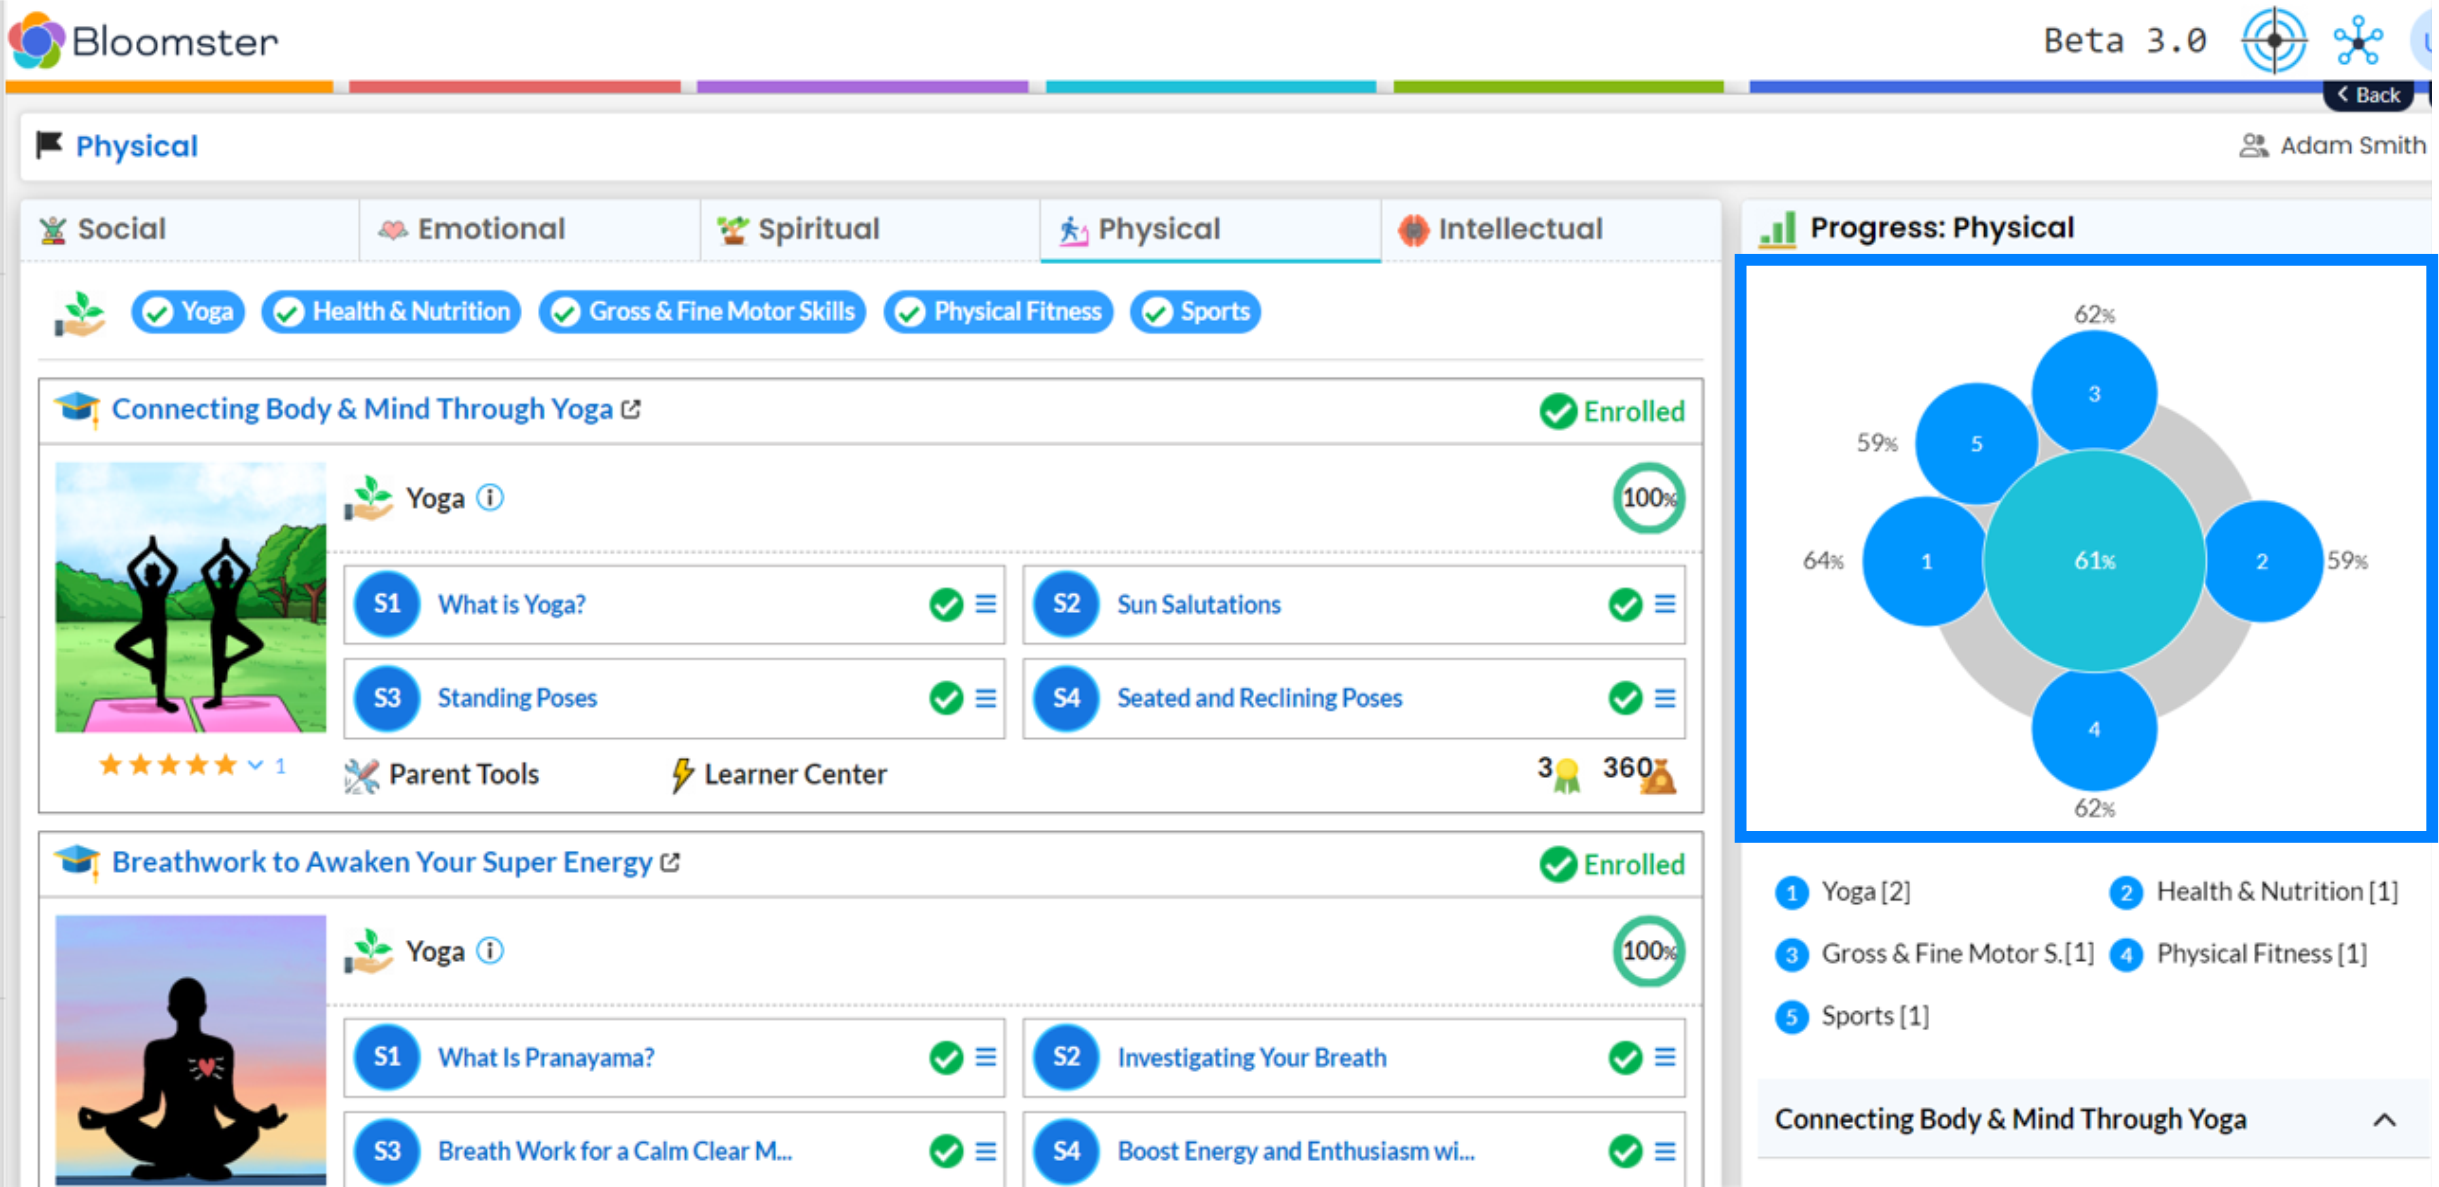 Bloomster
Beta 3.0
Back
Physical
Adam Smith
Social Emotional Spiritual Physical Intellectual
Yoga Health & Nutrition Gross & Fine Motor Skills Physical Fitness Sports
Connecting Body & Mind Through Yoga
Enrolled
Yoga
100%
S1 What is Yoga?
S2 Sun Salutations
S3 Standing Poses
S4 Seated and Reclining Poses
1
Parent Tools
Learner Center
3 360
Breathwork to Awaken Your Super Energy
Enrolled
Yoga
100%
S1 What Is Pranayama?
S2 Investigating Your Breath
S3 Breath Work for a Calm Clear M...
S4 Boost Energy and Enthusiasm wi...
Progress: Physical
62%
3
59% 5
64% 1 61% 2 59%
4
62%
1 Yoga [2]
2 Health & Nutrition [1]
3 Gross & Fine Motor S.[1]
4 Physical Fitness [1]
5 Sports [1]
Connecting Body & Mind Through Yoga